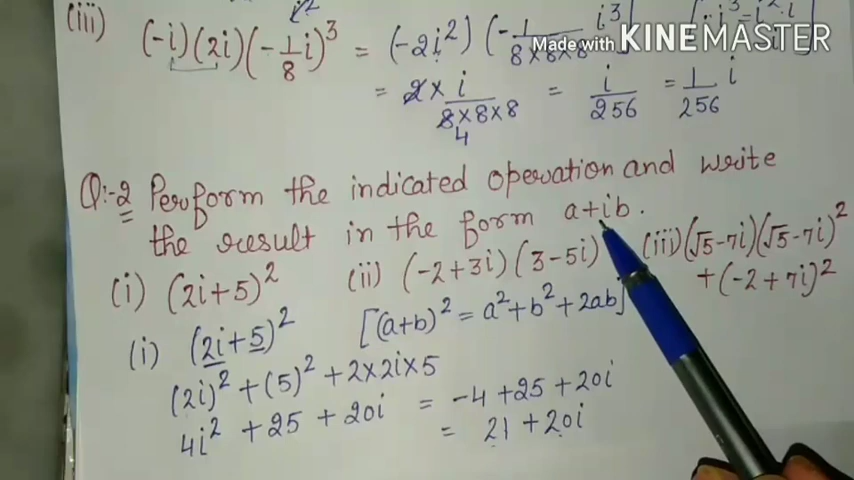 (iii) (-i)(2i)(-1/8 i)³ = (-2i²)(-1/8×8×8 i³)
= 2 × i/8×8×8 = i/256 = 1/256 i
4
Made with KINEMASTER
Q:-2 Perform the indicated operation and write
the result in the form a+ib.
(i) (2i+5)² (ii) (-2+3i)(3-5i) (iii) (√5-7i)(√5-7i)²
+(-2+7i)²
(i) (2i+5)² [(a+b)² = a²+b²+2ab]
(2i)² + (5)² + 2×2i×5
4i² + 25 + 20i = -4 + 25 + 20i
= 21 + 20i